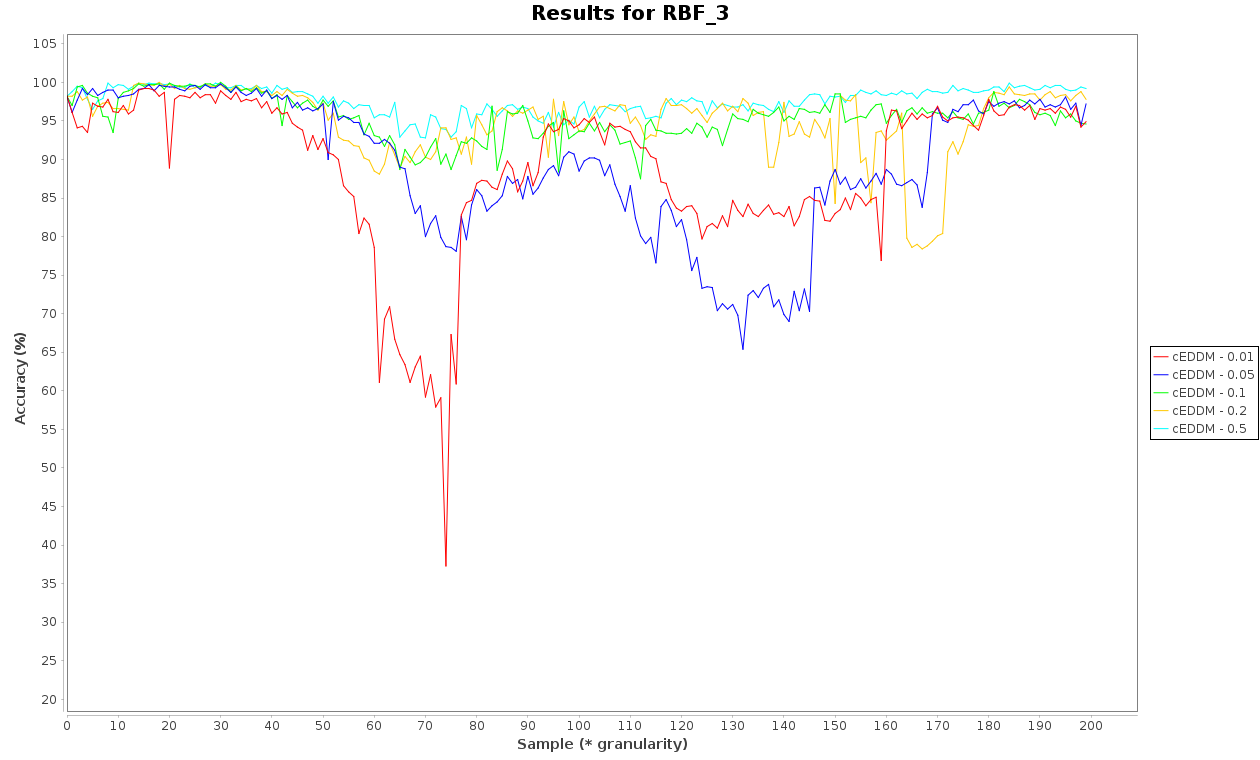 Results for RBF_3
105
100
95
90
85
80
75
70
65
60
55
50
45
40
35
30
25
20
Accuracy (%)
0 10 20 30 40 50 60 70 80 90 100 110 120 130 140 150 160 170 180 190 200
Sample (* granularity)
cEDDM - 0.01
cEDDM - 0.05
cEDDM - 0.1
cEDDM - 0.2
cEDDM - 0.5